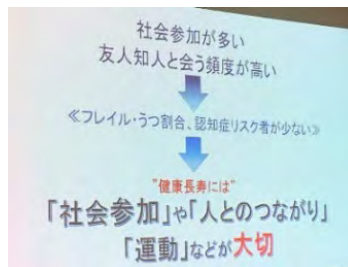 社会参加が多い
友人知人と会う頻度が高い
≪フレイル・うつ割合、認知症リスク者が少ない≫
"健康長寿には"
「社会参加」や「人とのつながり」
「運動」などが大切